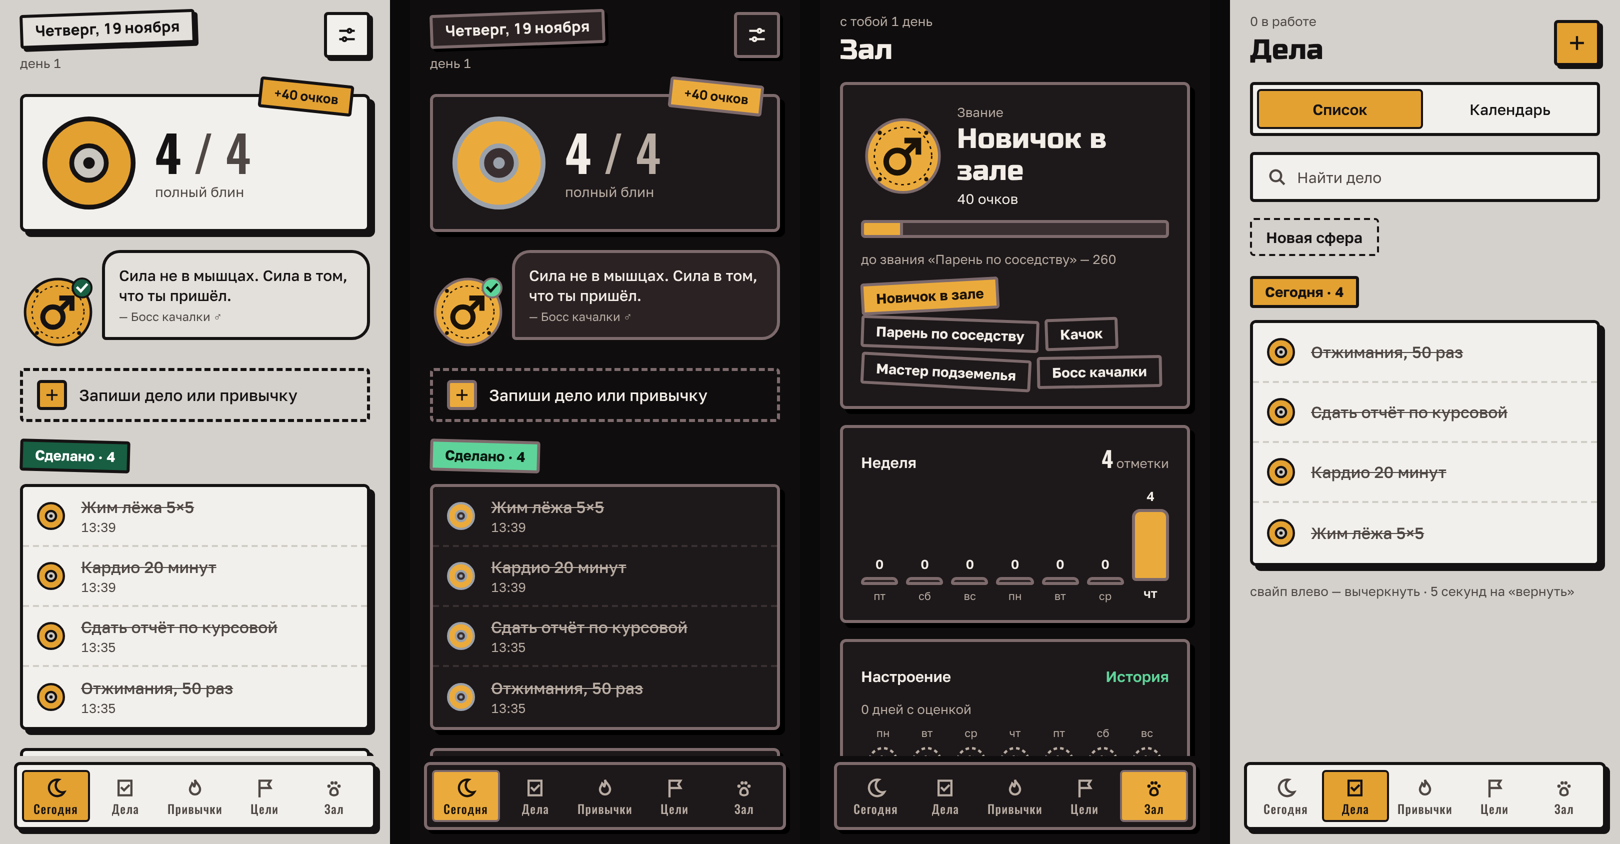 Четверг, 19 ноября
день 1
+40 очков
4 / 4
полный блин
Сила не в мышцах. Сила в том,
что ты пришёл.
— Босс качалки ♂
Запиши дело или привычку
Сделано · 4
Жим лёжа 5×5
13:39
Кардио 20 минут
13:39
Сдать отчёт по курсовой
13:35
Отжимания, 50 раз
13:35
Сегодня
Дела
Привычки
Цели
Зал
Четверг, 19 ноября
день 1
+40 очков
4 / 4
полный блин
Сила не в мышцах. Сила в том,
что ты пришёл.
— Босс качалки ♂
Запиши дело или привычку
Сделано · 4
Жим лёжа 5×5
13:39
Кардио 20 минут
13:39
Сдать отчёт по курсовой
13:35
Отжимания, 50 раз
13:35
Сегодня
Дела
Привычки
Цели
Зал
с тобой 1 день
Зал
Звание
Новичок в
зале
40 очков
до звания «Парень по соседству» — 260
Новичок в зале
Парень по соседству
Качок
Мастер подземелья
Босс качалки
Неделя
4 отметки
4
0 0 0 0 0 0
пт сб вс пн вт ср чт
Настроение
История
0 дней с оценкой
пн вт ср чт пт сб вс
Сегодня
Дела
Привычки
Цели
Зал
0 в работе
Дела
Список
Календарь
Найти дело
Новая сфера
Сегодня · 4
Отжимания, 50 раз
Сдать отчёт по курсовой
Кардио 20 минут
Жим лёжа 5×5
свайп влево — вычеркнуть · 5 секунд на «вернуть»
Сегодня
Дела
Привычки
Цели
Зал